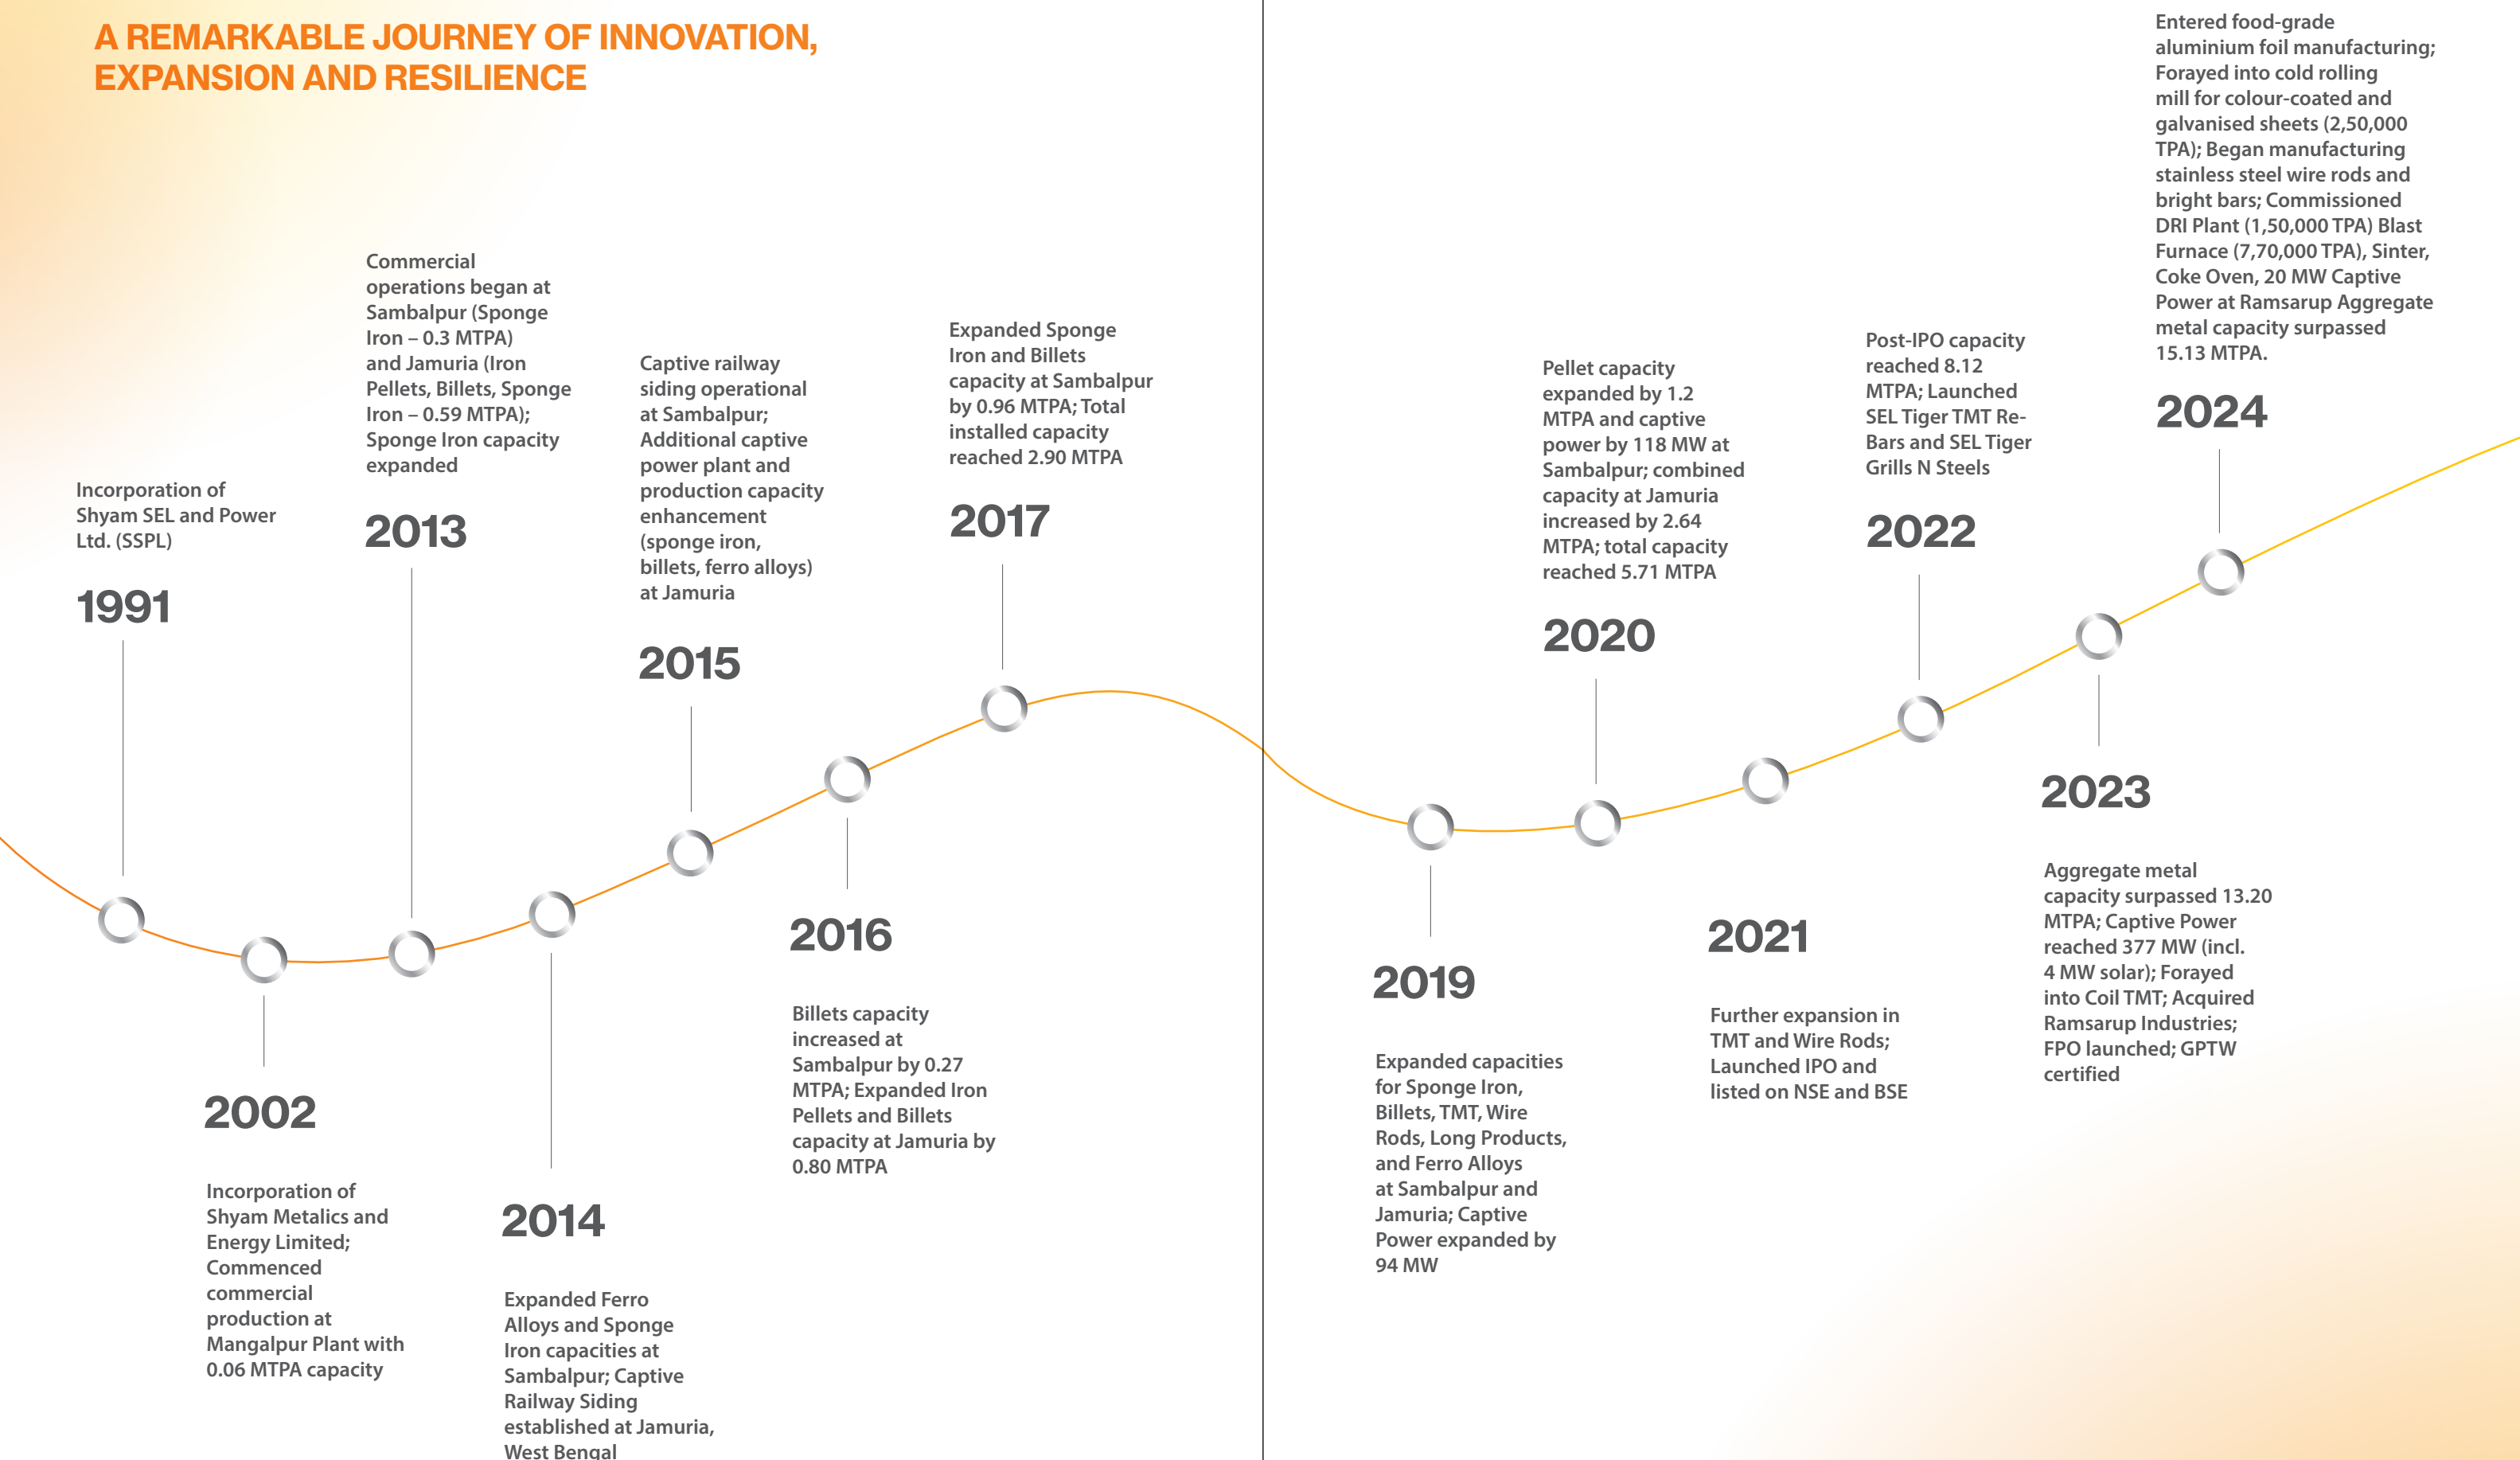 A REMARKABLE JOURNEY OF INNOVATION,
EXPANSION AND RESILIENCE
Incorporation of
Shyam SEL and Power
Ltd. (SSPL)
1991
2002
Incorporation of
Shyam Metalics and
Energy Limited;
Commenced
commercial
production at
Mangalpur Plant with
0.06 MTPA capacity
Commercial
operations began at
Sambalpur (Sponge
Iron – 0.3 MTPA)
and Jamuria (Iron
Pellets, Billets, Sponge
Iron – 0.59 MTPA);
Sponge Iron capacity
expanded
2013
2014
Expanded Ferro
Alloys and Sponge
Iron capacities at
Sambalpur; Captive
Railway Siding
established at Jamuria,
West Bengal
Captive railway
siding operational
at Sambalpur;
Additional captive
power plant and
production capacity
enhancement
(sponge iron,
billets, ferro alloys)
at Jamuria
2015
2016
Billets capacity
increased at
Sambalpur by 0.27
MTPA; Expanded Iron
Pellets and Billets
capacity at Jamuria by
0.80 MTPA
Expanded Sponge
Iron and Billets
capacity at Sambalpur
by 0.96 MTPA; Total
installed capacity
reached 2.90 MTPA
2017
2019
Expanded capacities
for Sponge Iron,
Billets, TMT, Wire
Rods, Long Products,
and Ferro Alloys
at Sambalpur and
Jamuria; Captive
Power expanded by
94 MW
Pellet capacity
expanded by 1.2
MTPA and captive
power by 118 MW at
Sambalpur; combined
capacity at Jamuria
increased by 2.64
MTPA; total capacity
reached 5.71 MTPA
2020
2021
Further expansion in
TMT and Wire Rods;
Launched IPO and
listed on NSE and BSE
Post-IPO capacity
reached 8.12
MTPA; Launched
SEL Tiger TMT Re-
Bars and SEL Tiger
Grills N Steels
2022
2023
Aggregate metal
capacity surpassed 13.20
MTPA; Captive Power
reached 377 MW (incl.
4 MW solar); Forayed
into Coil TMT; Acquired
Ramsarup Industries;
FPO launched; GPTW
certified
Entered food-grade
aluminium foil manufacturing;
Forayed into cold rolling
mill for colour-coated and
galvanised sheets (2,50,000
TPA); Began manufacturing
stainless steel wire rods and
bright bars; Commissioned
DRI Plant (1,50,000 TPA) Blast
Furnace (7,70,000 TPA), Sinter,
Coke Oven, 20 MW Captive
Power at Ramsarup Aggregate
metal capacity surpassed
15.13 MTPA.
2024